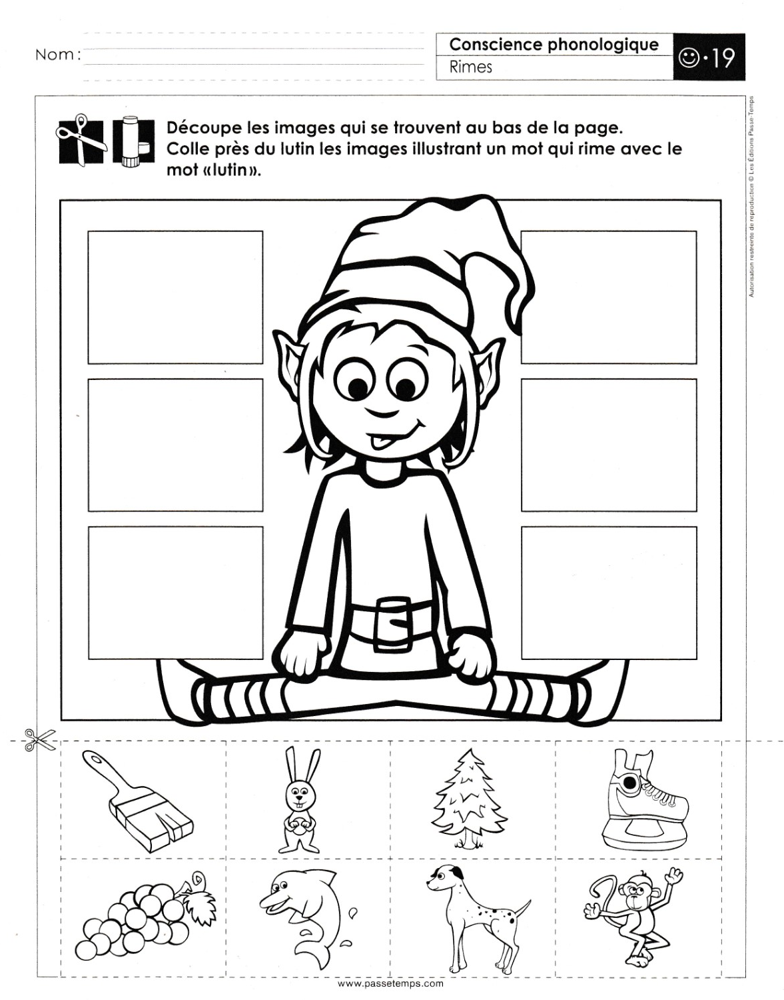 Nom:
Conscience phonologique
Rimes
·19
Découpe les images qui se trouvent au bas de la page.
Colle près du lutin les images illustrant un mot qui rime avec le
mot «lutin».
Autorisation restreinte de reproduction © Les Éditions Passe-Temps
www.passetemps.com